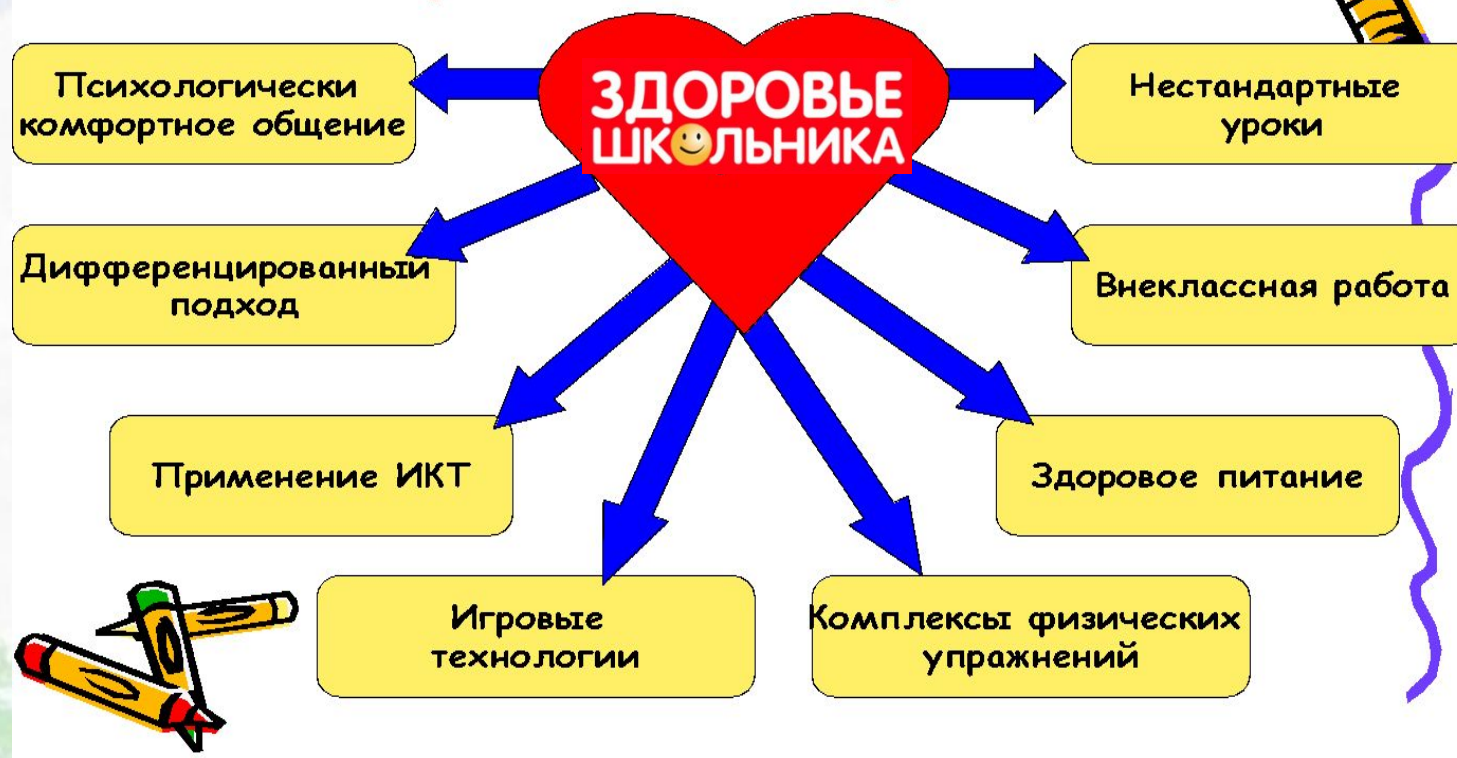 ЗДОРОВЬЕ
ШКОЛЬНИКА
Психологически
комфортное общение
Нестандартные
уроки
Дифференцированный
подход
Внеклассная работа
Применение ИКТ
Здоровое питание
Игровые
технологии
Комплексы физических
упражнений